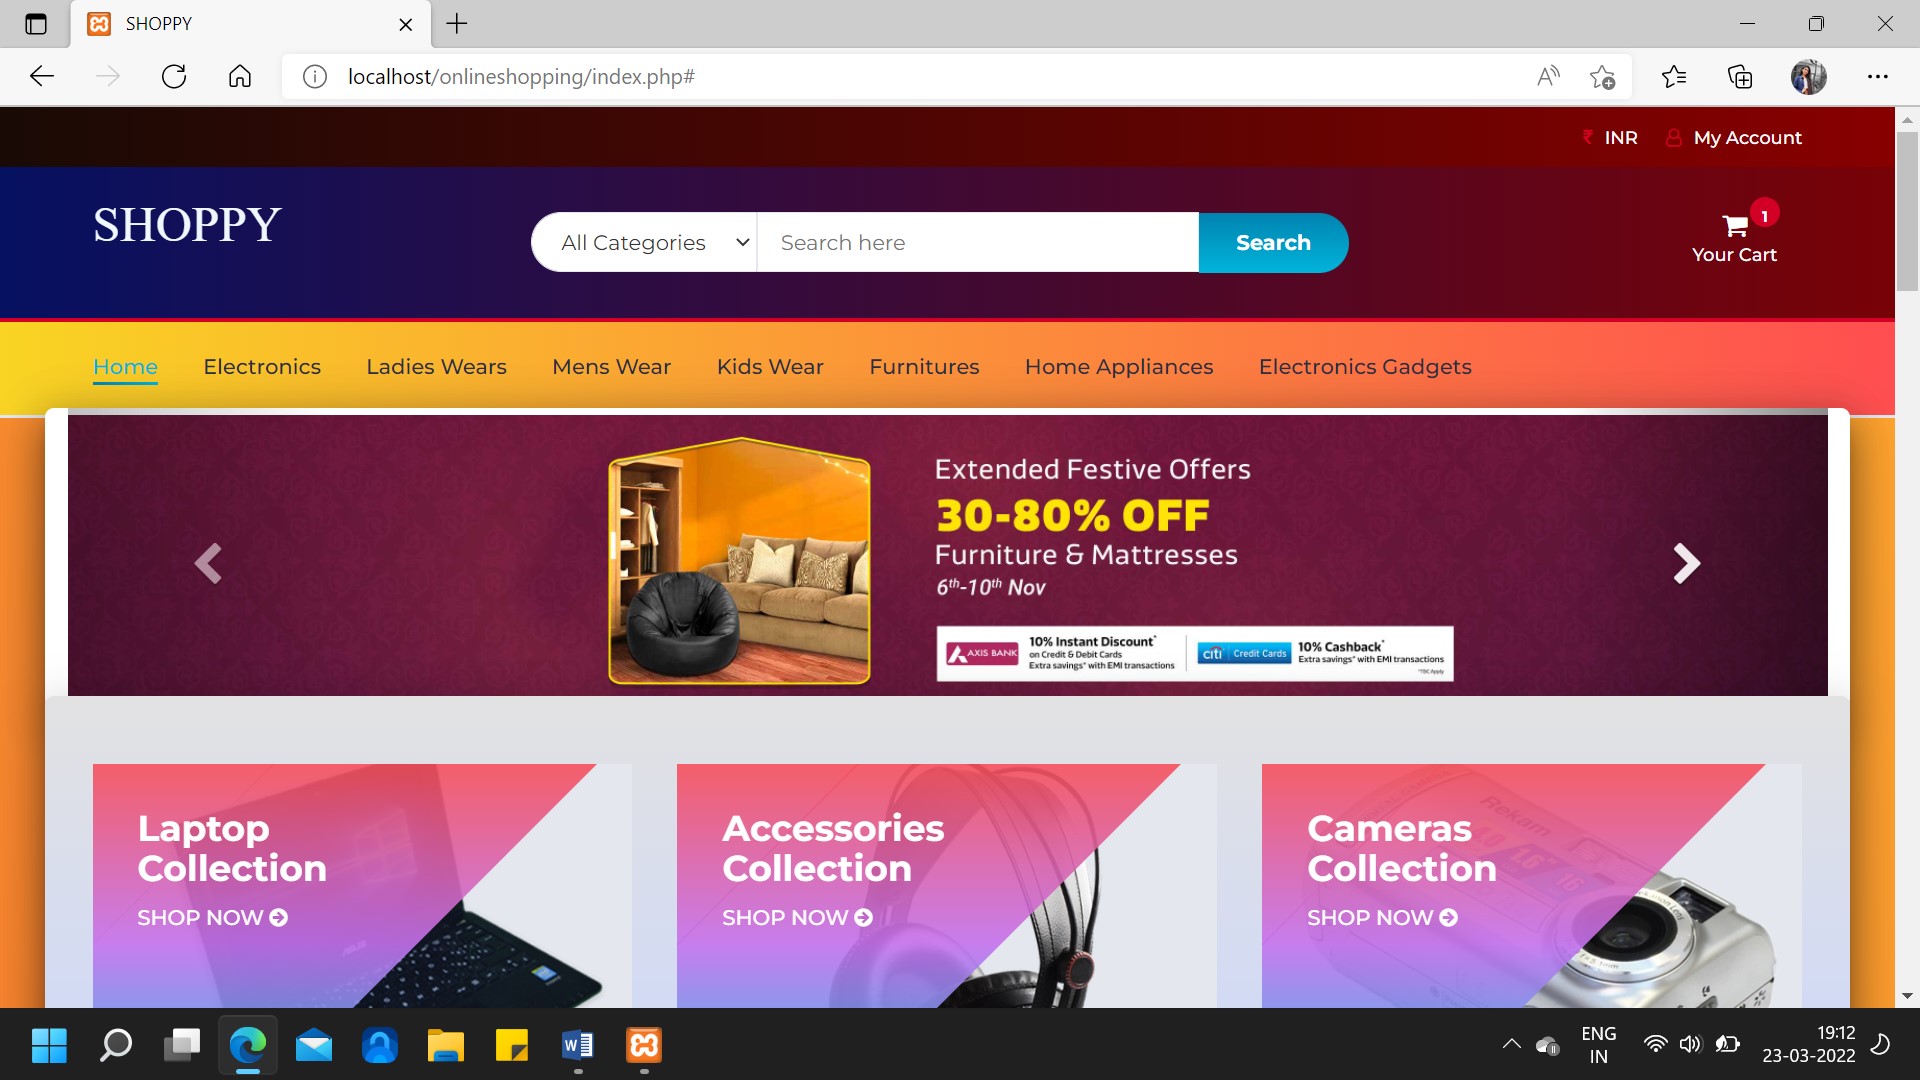 SHOPPY
localhost/onlineshopping/index.php#
₹ INR My Account
SHOPPY
All Categories Search here Search
1
Your Cart
Home Electronics Ladies Wears Mens Wear Kids Wear Furnitures Home Appliances Electronics Gadgets
Extended Festive Offers
30-80% OFF
Furniture & Mattresses
6th-10th Nov
AXIS BANK
10% Instant Discount*
on Credit & Debit Cards
Extra savings* with EMI transactions
citi Credit Cards
10% Cashback*
Extra savings* with EMI transactions
*T&C Apply
Laptop
Collection
SHOP NOW
Accessories
Collection
SHOP NOW
Cameras
Collection
SHOP NOW
ASUS
Rekam
ENG
IN
19:12
23-03-2022